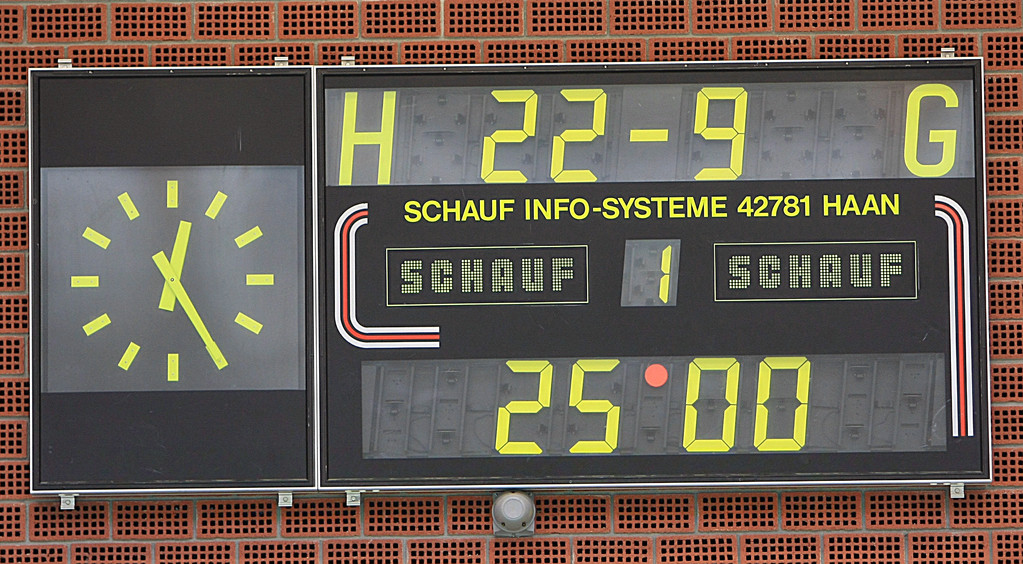 H 22-9 G
SCHAUF INFO-SYSTEME 42781 HAAN
SCHAUF 1 SCHAUF
25 00